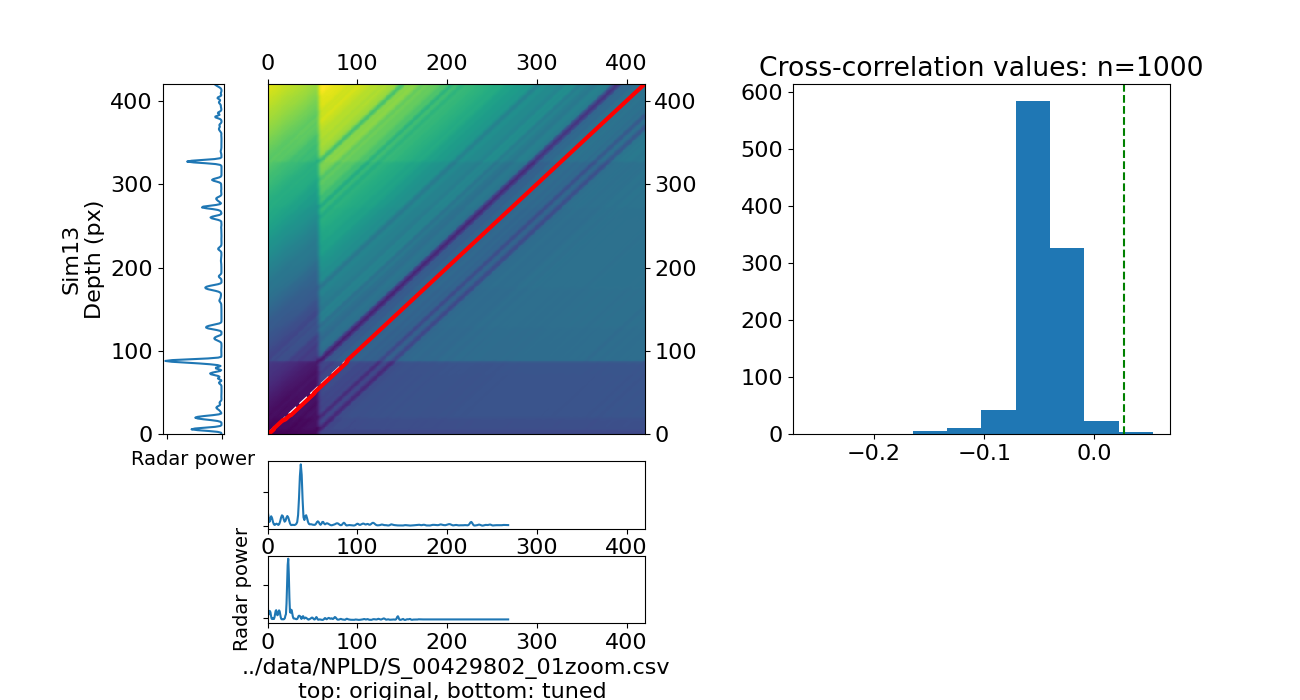 0 100 200 300 400
Cross-correlation values: n=1000
400
300
200
100
0
Sim13
Depth (px)
Radar power
400
300
200
100
0
600
500
400
300
200
100
0
−0.2 −0.1 0.0
0 100 200 300 400
Radar power
0 100 200 300 400
../data/NPLD/S_00429802_01zoom.csv
top: original, bottom: tuned